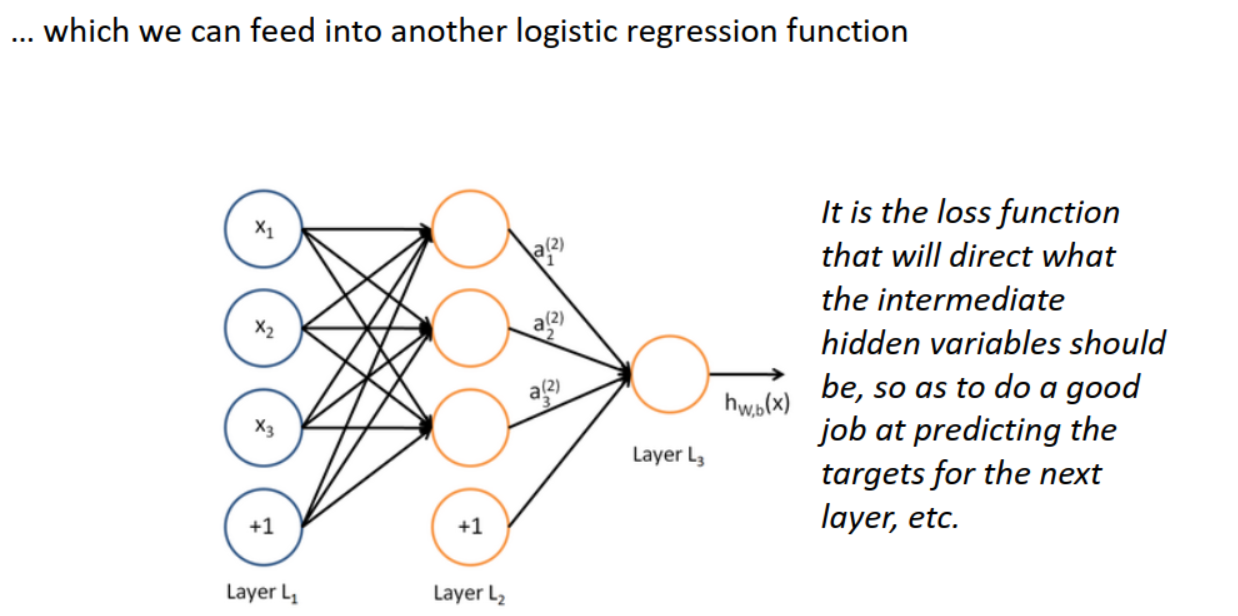 ... which we can feed into another logistic regression function
x₁
x₂
x₃
+1
Layer L₁
+1
Layer L₂
a₁⁽²⁾
a₂⁽²⁾
a₃⁽²⁾
h_W,b(x)
Layer L₃
It is the loss function
that will direct what
the intermediate
hidden variables should
be, so as to do a good
job at predicting the
targets for the next
layer, etc.